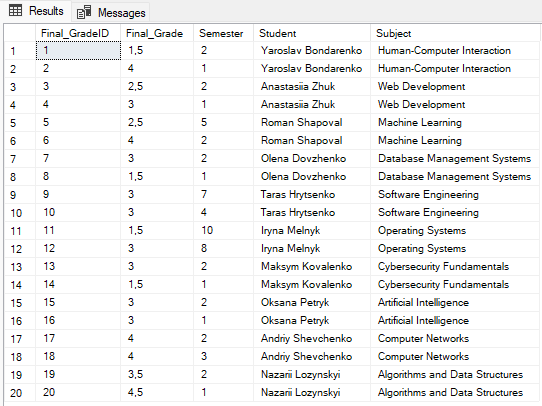 Results Messages
Final_GradeID Final_Grade Semester Student Subject
1 1 1,5 2 Yaroslav Bondarenko Human-Computer Interaction
2 2 4 1 Yaroslav Bondarenko Human-Computer Interaction
3 3 2,5 2 Anastasiia Zhuk Web Development
4 4 3 1 Anastasiia Zhuk Web Development
5 5 2,5 5 Roman Shapoval Machine Learning
6 6 4 2 Roman Shapoval Machine Learning
7 7 3 2 Olena Dovzhenko Database Management Systems
8 8 1,5 1 Olena Dovzhenko Database Management Systems
9 9 3 7 Taras Hrytsenko Software Engineering
10 10 3 4 Taras Hrytsenko Software Engineering
11 11 1,5 10 Iryna Melnyk Operating Systems
12 12 3 8 Iryna Melnyk Operating Systems
13 13 3 2 Maksym Kovalenko Cybersecurity Fundamentals
14 14 1,5 1 Maksym Kovalenko Cybersecurity Fundamentals
15 15 3 2 Oksana Petryk Artificial Intelligence
16 16 3 1 Oksana Petryk Artificial Intelligence
17 17 4 2 Andriy Shevchenko Computer Networks
18 18 4 3 Andriy Shevchenko Computer Networks
19 19 3,5 2 Nazarii Lozynskyi Algorithms and Data Structures
20 20 4,5 1 Nazarii Lozynskyi Algorithms and Data Structures